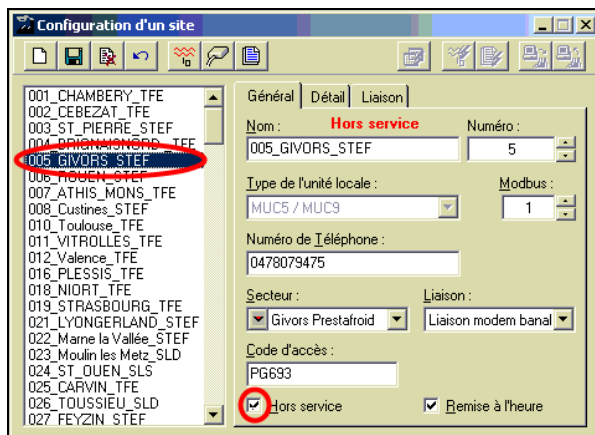 Configuration d'un site
001_CHAMBERY_TFE
002_CEBEZAT_TFE
003_ST_PIERRE_STEF
004_BRIGNAISNORD_TFE
005_GIVORS_STEF
006_ROUEN_STEF
007_ATHIS_MONS_TFE
008_Custines_STEF
010_Toulouse_TFE
011_VITROLLES_TFE
012_Valence_TFE
016_PLESSIS_TFE
018_NIORT_TFE
019_STRASBOURG_TFE
021_LYONGERLAND_STEF
022_Marne la Vallée_STEF
023_Moulin les Metz_SLD
024_ST_OUEN_SLS
025_CARVIN_TFE
026_TOUSSIEU_SLD
027_FEYZIN_STEF
Général Détail Liaison
Nom : Hors service Numéro :
005_GIVORS_STEF 5
Type de l'unité locale : Modbus :
MUC5 / MUC9 1
Numéro de Téléphone :
0478079475
Secteur : Liaison :
Givors Prestafroid Liaison modem banal
Code d'accès :
PG693
Hors service Remise à l'heure